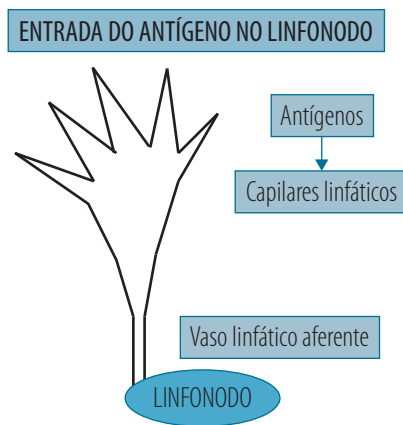 ENTRADA DO ANTÍGENO NO LINFONODO
Antígenos
Capilares linfáticos
Vaso linfático aferente
LINFONODO